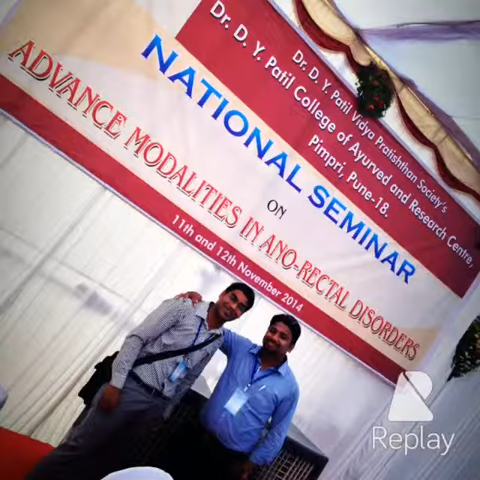 Dr. D. Y. Patil Vidya Pratishthan Society's
Dr. D. Y. Patil College of Ayurved and Research Centre,
Pimpri, Pune-18.
NATIONAL SEMINAR
ON
ADVANCE MODALITIES IN ANO-RECTAL DISORDERS
11th and 12th November 2014
Replay